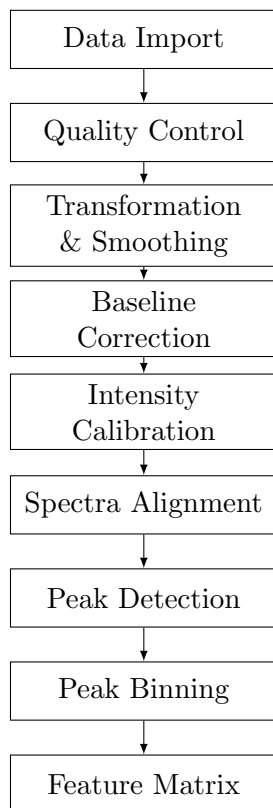 Data Import
Quality Control
Transformation
& Smoothing
Baseline
Correction
Intensity
Calibration
Spectra Alignment
Peak Detection
Peak Binning
Feature Matrix